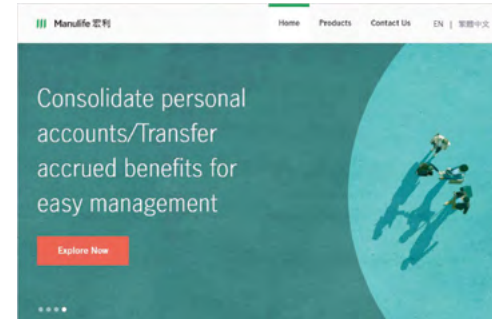 Manulife 宏利
Home Products Contact Us EN | 繁體中文
Consolidate personal
accounts/Transfer
accrued benefits for
easy management
Explore Now